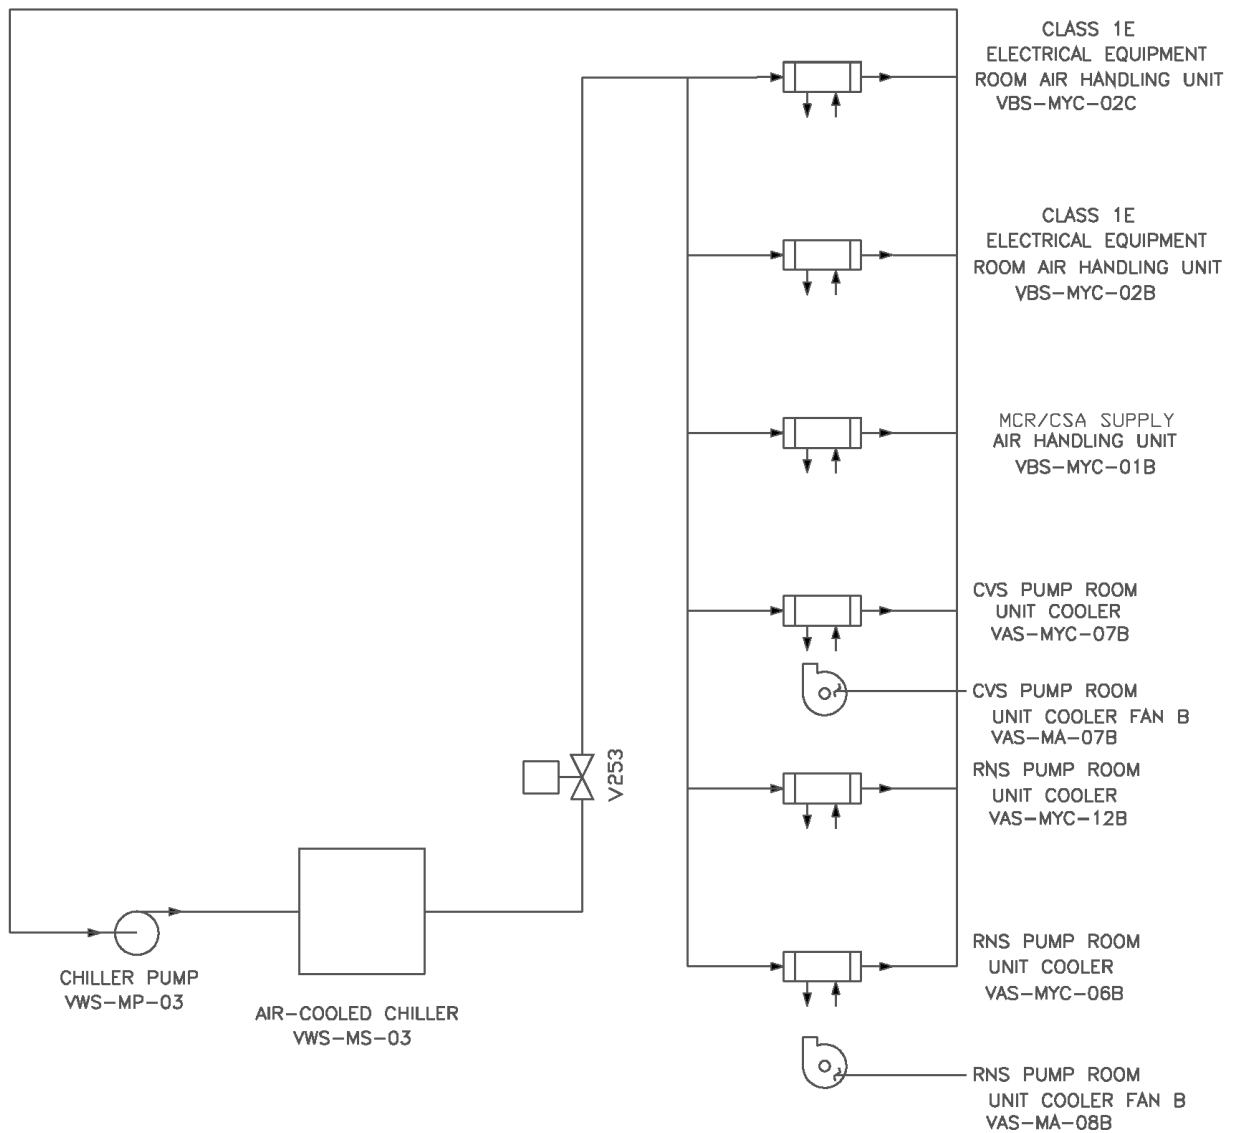 CLASS 1E
ELECTRICAL EQUIPMENT
ROOM AIR HANDLING UNIT
VBS-MYC-02C
CLASS 1E
ELECTRICAL EQUIPMENT
ROOM AIR HANDLING UNIT
VBS-MYC-02B
MCR/CSA SUPPLY
AIR HANDLING UNIT
VBS-MYC-01B
CVS PUMP ROOM
UNIT COOLER
VAS-MYC-07B
CVS PUMP ROOM
UNIT COOLER FAN B
VAS-MA-07B
RNS PUMP ROOM
UNIT COOLER
VAS-MYC-12B
V253
RNS PUMP ROOM
UNIT COOLER
VAS-MYC-06B
CHILLER PUMP
VWS-MP-03
AIR-COOLED CHILLER
VWS-MS-03
RNS PUMP ROOM
UNIT COOLER FAN B
VAS-MA-08B